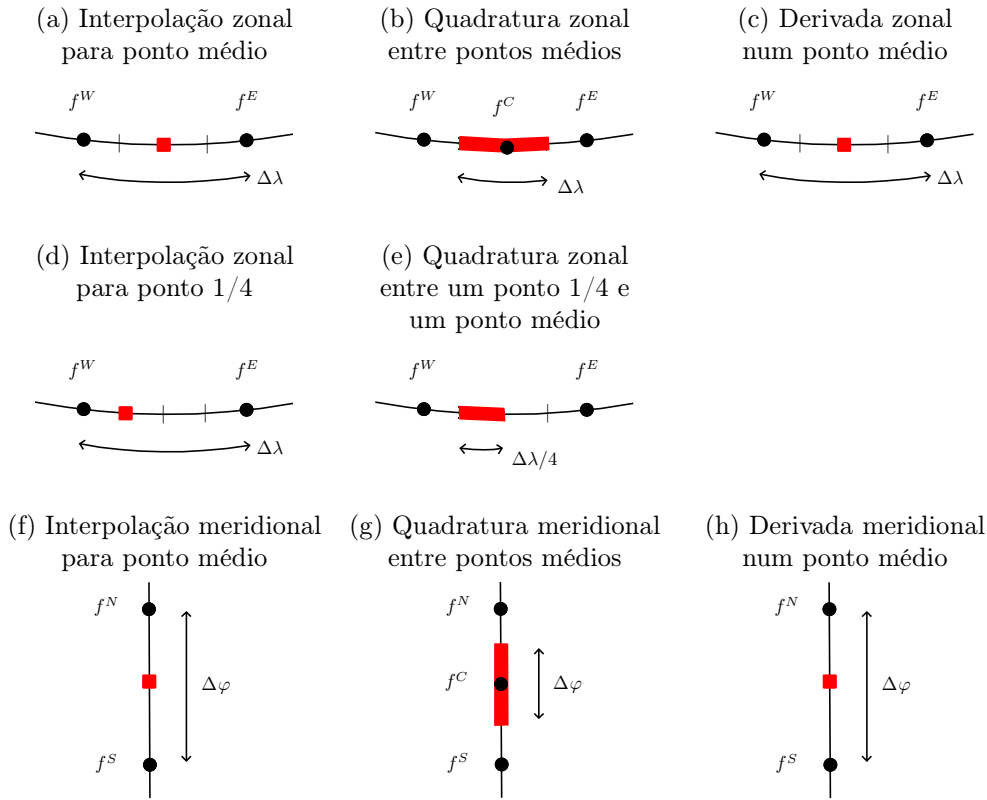 (a) Interpolação zonal
para ponto médio
f^W
f^E
Δλ
(b) Quadratura zonal
entre pontos médios
f^W
f^C
f^E
Δλ
(c) Derivada zonal
num ponto médio
f^W
f^E
Δλ
(d) Interpolação zonal
para ponto 1/4
f^W
f^E
Δλ
(e) Quadratura zonal
entre um ponto 1/4 e
um ponto médio
f^W
f^E
Δλ/4
(f) Interpolação meridional
para ponto médio
f^N
Δφ
f^S
(g) Quadratura meridional
entre pontos médios
f^N
f^C
Δφ
f^S
(h) Derivada meridional
num ponto médio
f^N
Δφ
f^S